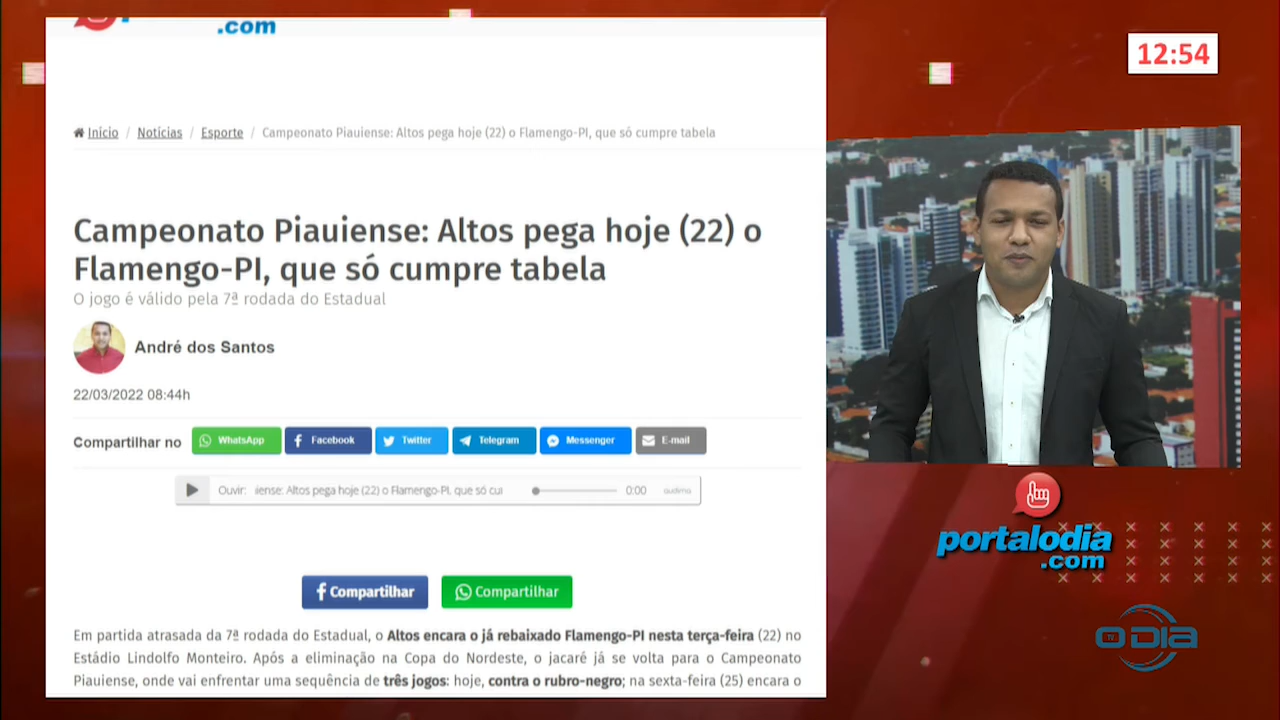 .com
12:54
Início / Notícias / Esporte / Campeonato Piauiense: Altos pega hoje (22) o Flamengo-PI, que só cumpre tabela
Campeonato Piauiense: Altos pega hoje (22) o
Flamengo-PI, que só cumpre tabela
O jogo é válido pela 7ª rodada do Estadual
André dos Santos
22/03/2022 08:44h
Compartilhar no WhatsApp Facebook Twitter Telegram Messenger E-mail
Ouvir: iense: Altos pega hoje (22) o Flamengo-PI, que só cui 0:00 audima
Compartilhar Compartilhar
Em partida atrasada da 7ª rodada do Estadual, o Altos encara o já rebaixado Flamengo-PI nesta terça-feira (22) no
Estádio Lindolfo Monteiro. Após a eliminação na Copa do Nordeste, o jacaré já se volta para o Campeonato
Piauiense, onde vai enfrentar uma sequência de três jogos: hoje, contra o rubro-negro; na sexta-feira (25) encara o
portalodia
.com
O DIA
TV